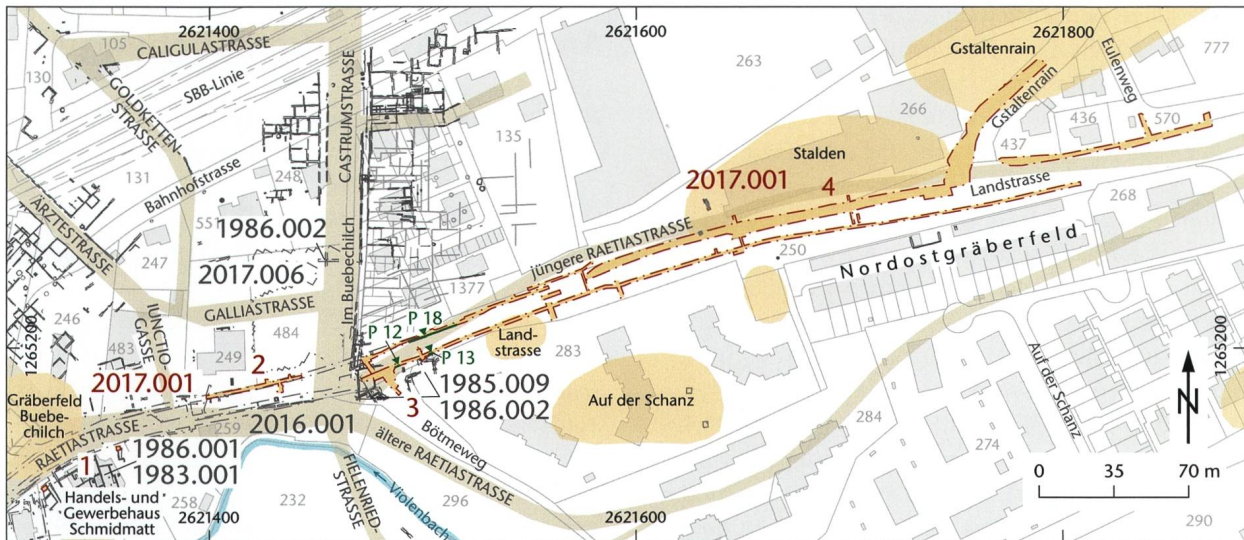 2621400
2621600
2621800
CALIGULASTRASSE
105
130
GOLDKETTEN-
STRASSE
SBB-Linie
CASTRUMSTRASSE
263
Gstaltenrain
Eulenweg
777
266
Gstaltenrain
436
570
437
135
Stalden
131
Bahnhofstrasse
248
2017.001
4
Landstrasse
268
ÄRZTESTRASSE
551
1986.002
jüngere RAETIASTRASSE
250
Nordostgräberfeld
247
2017.006
Im Buebechilch
1377
GALLIASTRASSE
P 18
P 12
246
JUNCTIO
GASSE
484
Land-
strasse
283
1265200
1265200
483
249
2
P 13
2017.001
1985.009
1986.002
3
Auf der Schanz
Auf der Schanz
284
N
Gräberfeld
Buebe-
chilch
RAETIASTRASSE
259
2016.001
Bötmeweg
ältere RAETIASTRASSE
274
1
1986.001
1983.001
0 35 70 m
Handels- und
Gewerbehaus
Schmidmatt
258
232
FIELENRIED-
STRASSE
Violenbach
296
290
2621400
2621600